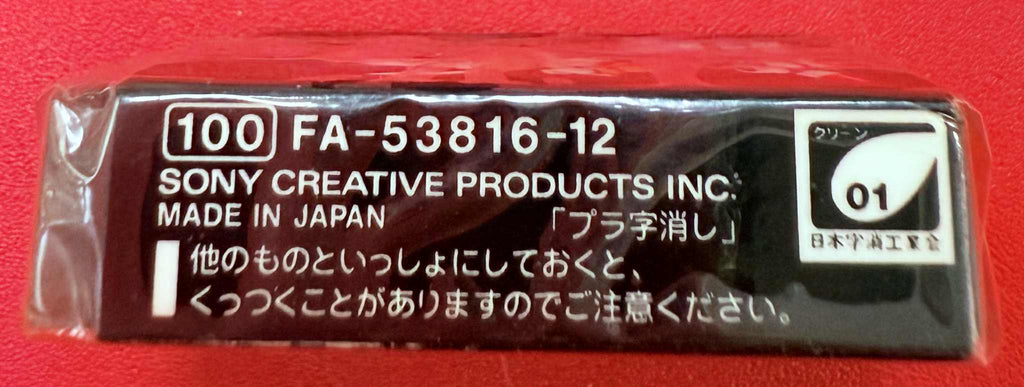 100 FA-53816-12
SONY CREATIVE PRODUCTS INC.
MADE IN JAPAN 「プラ字消し」
他のものといっしょにしておくと、
くっつくことがありますのでご注意ください。
クリーン
01
日本字消工業会